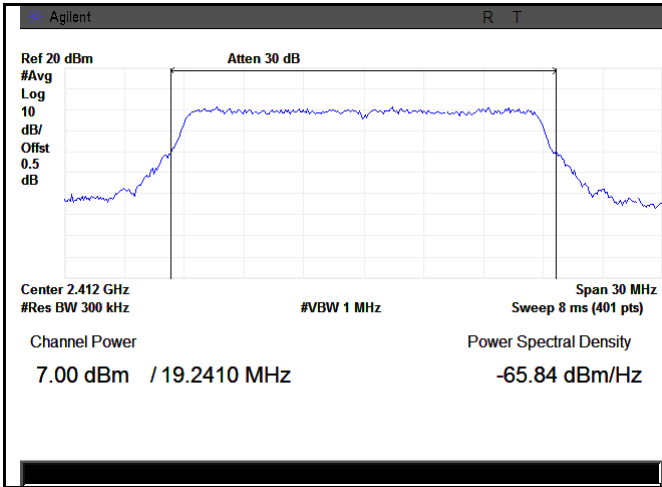 Agilent R T
Ref 20 dBm Atten 30 dB
#Avg
Log
10
dB/
Offst
0.5
dB
Center 2.412 GHz Span 30 MHz
#Res BW 300 kHz #VBW 1 MHz Sweep 8 ms (401 pts)
Channel Power Power Spectral Density
7.00 dBm / 19.2410 MHz -65.84 dBm/Hz